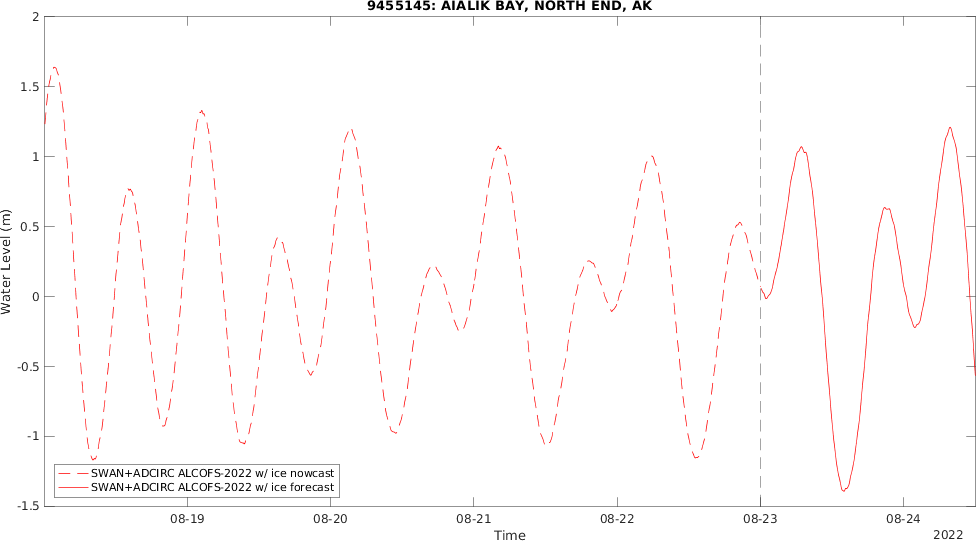 9455145: AIALIK BAY, NORTH END, AK
2
1.5
1
0.5
0
-0.5
-1
-1.5
Water Level (m)
SWAN+ADCIRC ALCOFS-2022 w/ ice nowcast
SWAN+ADCIRC ALCOFS-2022 w/ ice forecast
08-19 08-20 08-21 08-22 08-23 08-24
Time
2022